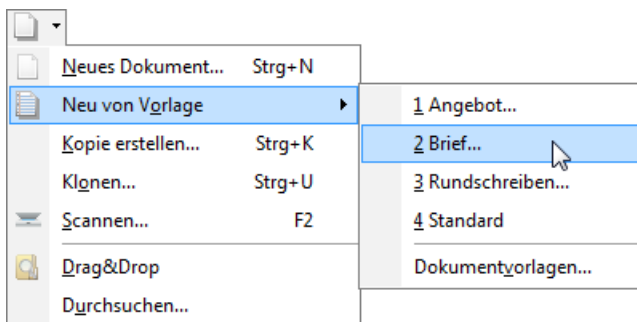 Neues Dokument... Strg+N
Neu von Vorlage
Kopie erstellen... Strg+K
Klonen... Strg+U
Scannen... F2
Drag&Drop
Durchsuchen...
1 Angebot...
2 Brief...
3 Rundschreiben...
4 Standard
Dokumentvorlagen...